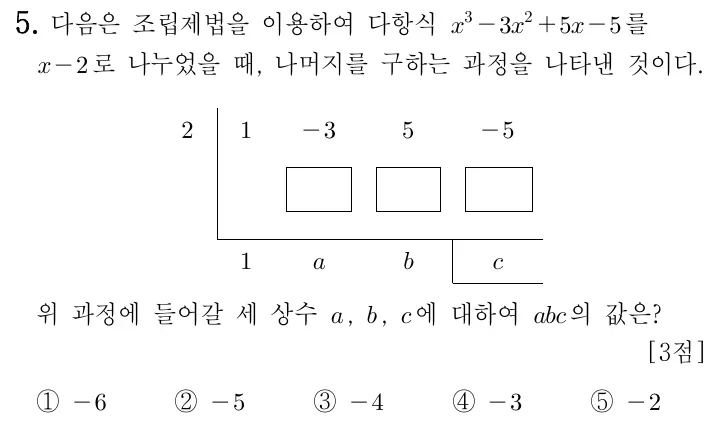 5. 다음은 조립제법을 이용하여 다항식 x³−3x²+5x−5를
x−2로 나누었을 때, 나머지를 구하는 과정을 나타낸 것이다.
2 1 −3 5 −5
1 a b c
위 과정에 들어갈 세 상수 a, b, c에 대하여 abc의 값은?
[3점]
① −6 ② −5 ③ −4 ④ −3 ⑤ −2